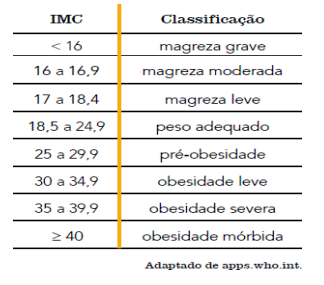 IMC Classificação
< 16 magreza grave
16 a 16,9 magreza moderada
17 a 18,4 magreza leve
18,5 a 24,9 peso adequado
25 a 29,9 pré-obesidade
30 a 34,9 obesidade leve
35 a 39,9 obesidade severa
≥ 40 obesidade mórbida
Adaptado de apps.who.int.